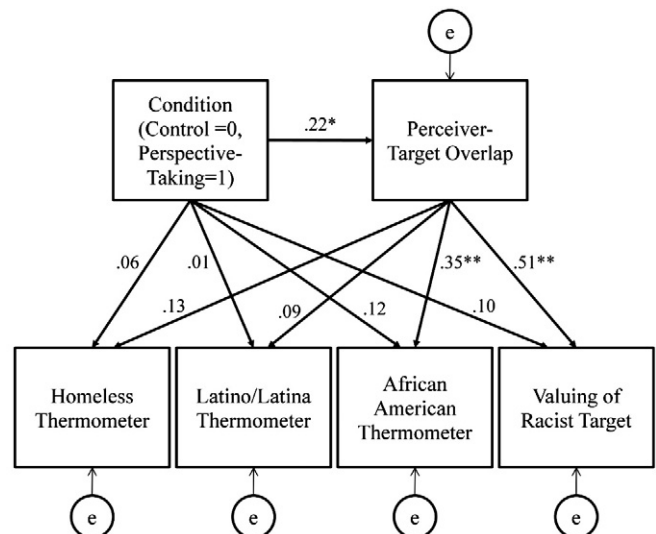 e
Condition
(Control =0,
Perspective-
Taking=1)
.22*
Perceiver-
Target Overlap
.06
.01
.13
.09
.12
.35**
.51**
.10
Homeless
Thermometer
Latino/Latina
Thermometer
African
American
Thermometer
Valuing of
Racist Target
e
e
e
e